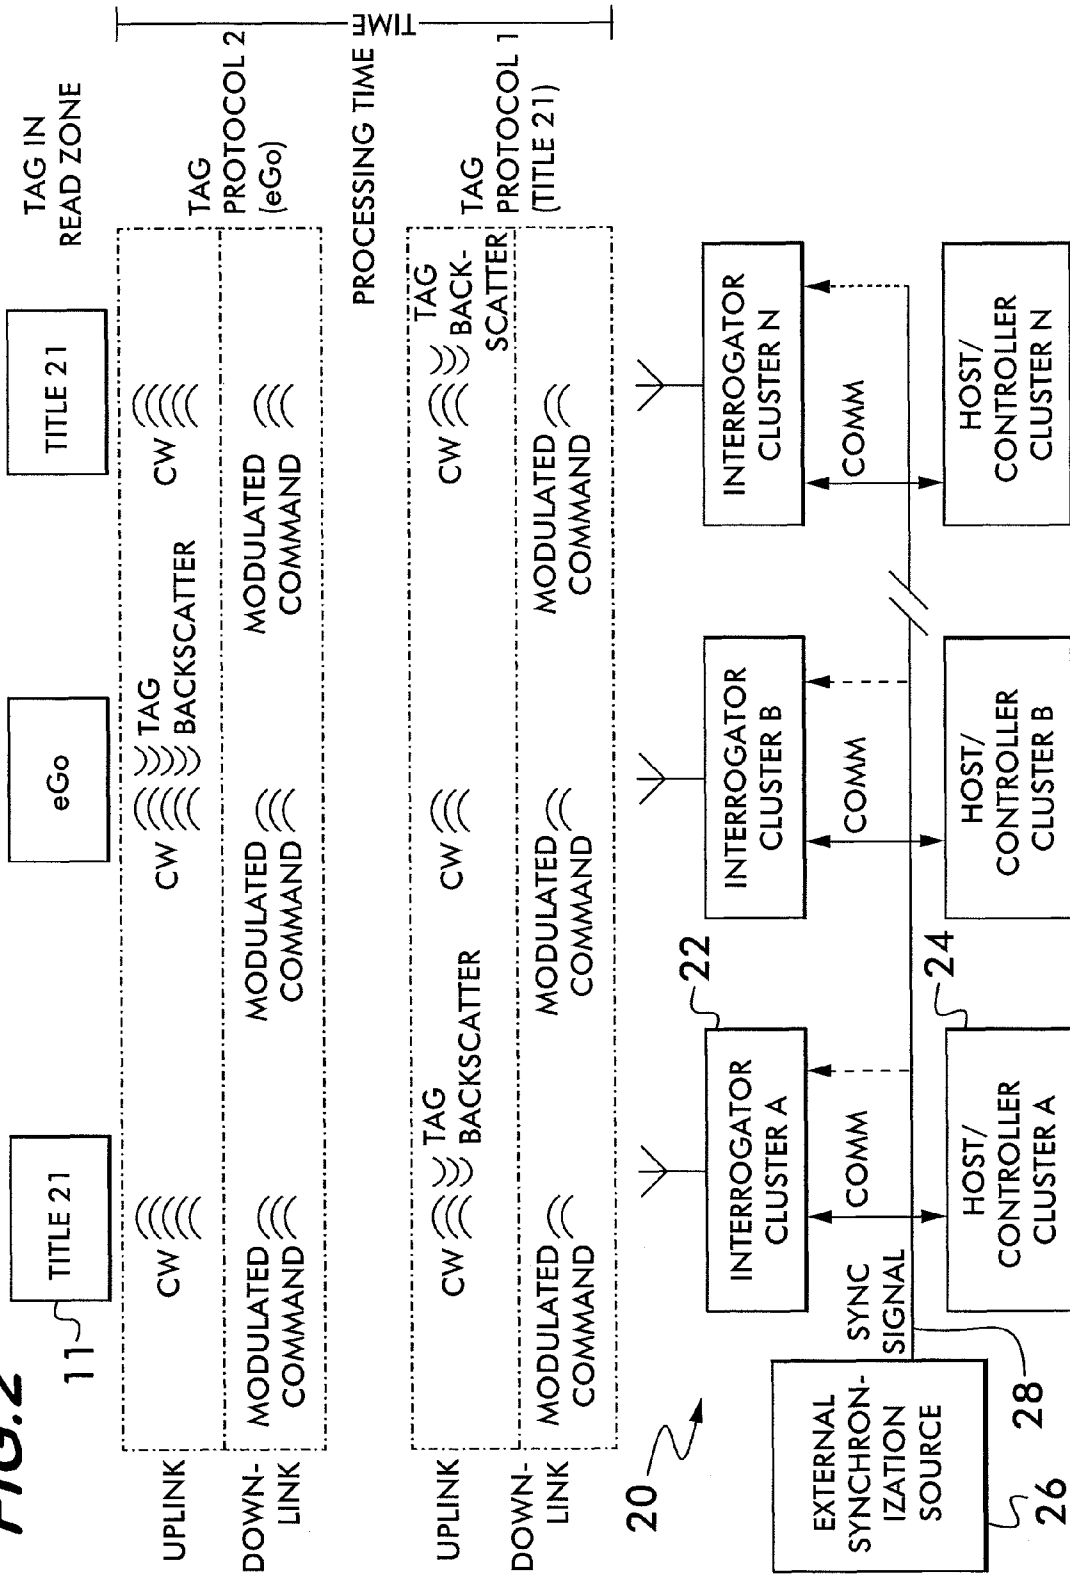 FIG.2
TAG IN
READ ZONE
TITLE 21
eGo
TITLE 21
11
UPLINK
CW
CW
TAG
BACKSCATTER
CW
TAG
PROTOCOL 2
(eGo)
DOWN-
LINK
MODULATED
COMMAND
MODULATED
COMMAND
MODULATED
COMMAND
PROCESSING TIME
TIME
UPLINK
CW
TAG
BACKSCATTER
CW
CW
TAG
BACK-
SCATTER
TAG
PROTOCOL 1
(TITLE 21)
DOWN-
LINK
MODULATED
COMMAND
MODULATED
COMMAND
MODULATED
COMMAND
20
22
INTERROGATOR
CLUSTER A
INTERROGATOR
CLUSTER B
INTERROGATOR
CLUSTER N
EXTERNAL
SYNCHRON-
IZATION
SOURCE
26
SYNC
SIGNAL
28
COMM
COMM
COMM
24
HOST/
CONTROLLER
CLUSTER A
HOST/
CONTROLLER
CLUSTER B
HOST/
CONTROLLER
CLUSTER N